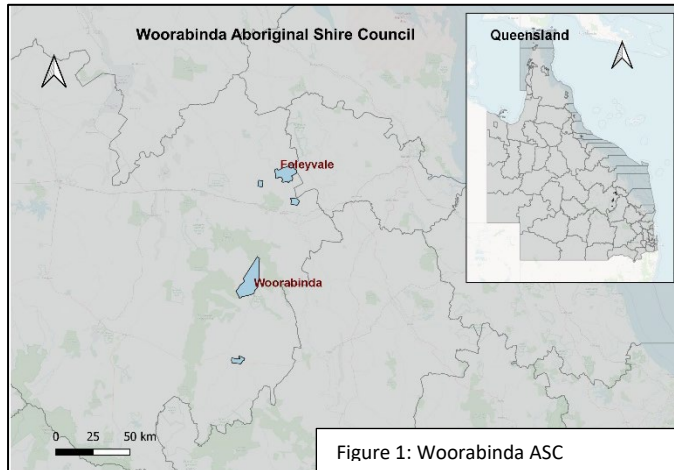 Woorabinda Aboriginal Shire Council
Queensland
Foleyvale
Woorabinda
0 25 50 km
Figure 1: Woorabinda ASC